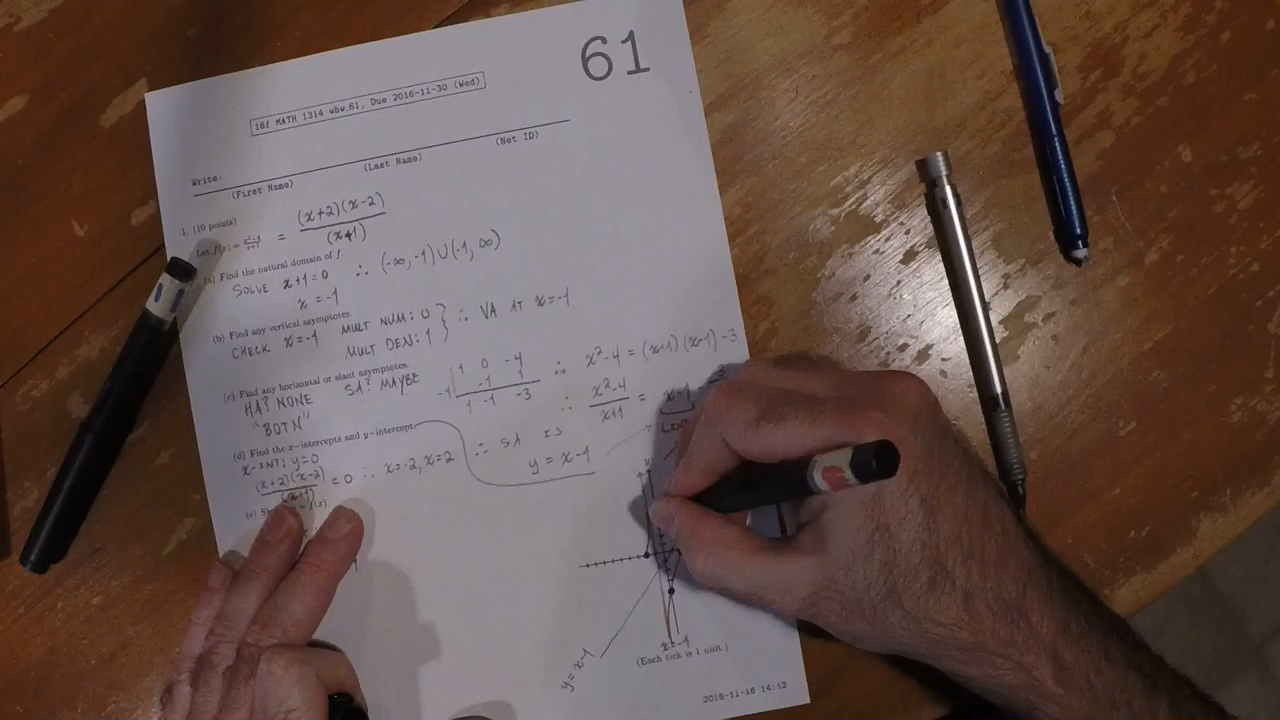 61
16f MATH 1314 whw.61, Due 2016-11-30 (Wed)
Write:
(First Name) (Last Name) (Net ID)
1. (10 points)
Let f(x) = x²-4/x+1 = (x+2)(x-2)/(x+1)
(a) Find the natural domain of f.
SOLVE x+1=0 ∴ (-∞,-1)∪(-1,∞)
x = -1
(b) Find any vertical asymptotes.
CHECK x=-1 MULT NUM: 0 } ∴ VA AT x=-1
MULT DEN: 1
(c) Find any horizontal or slant asymptotes.
HA? NONE SA? MAYBE
"BOTN"
-1 | 1 0 -4
-1 1
1 -1 -3
∴ x²-4 = (x+1)(x-1) -3
∴ x²-4/x+1 = x-1
∴ SA IS
y = x-1
(d) Find the x-intercepts and y-intercept.
x-INT: y=0
(x+2)(x-2)/(x+1) = 0 ∴ x=-2, x=2
(e)
f(x)
y=x-1
x=-1
(Each tick is 1 unit.)
2016-11-16 14:12